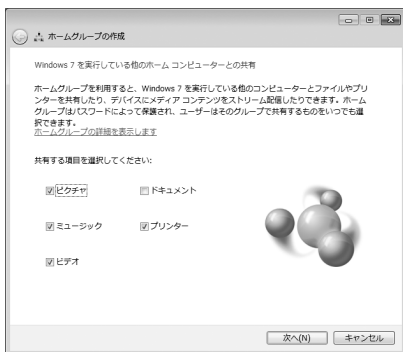 ホームグループの作成
Windows 7 を実行している他のホーム コンピューターとの共有
ホームグループを利用すると、Windows 7 を実行している他のコンピューターとファイルやプリ
ンターを共有したり、デバイスにメディア コンテンツをストリーム配信したりできます。ホーム
グループはパスワードによって保護され、ユーザーはそのグループで共有するものをいつでも選
択できます。
ホームグループの詳細を表示します
共有する項目を選択してください:
ピクチャ
ドキュメント
ミュージック
プリンター
ビデオ
次へ(N)
キャンセル